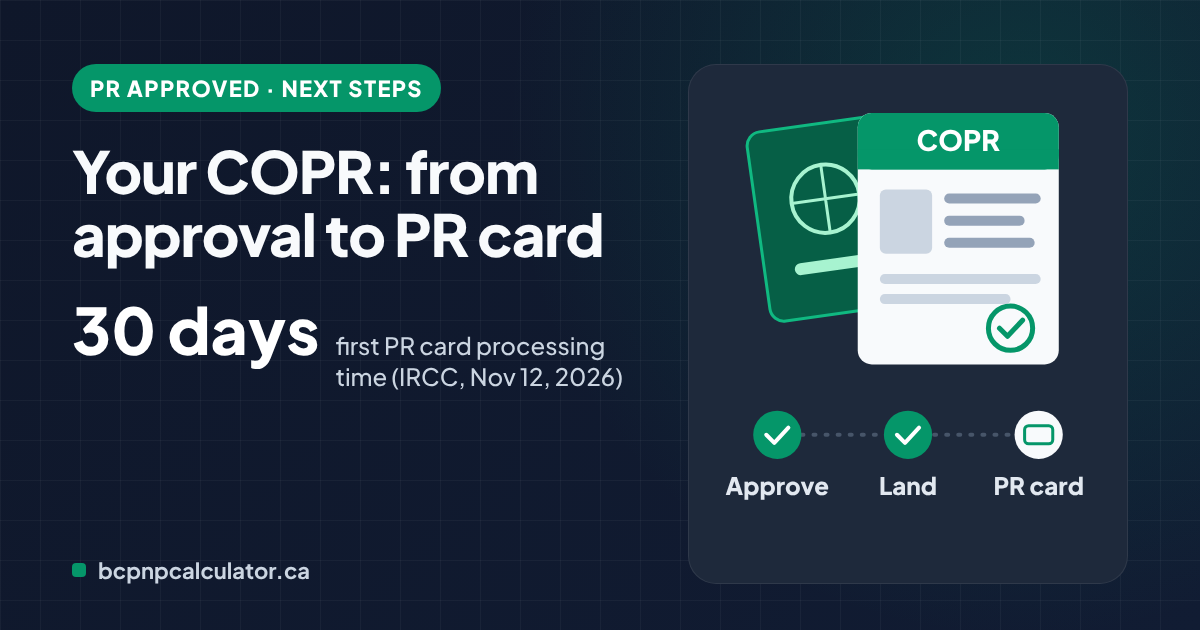 PR APPROVED · NEXT STEPS
Your COPR: from
approval to PR card
30 days
first PR card processing
time (IRCC, Nov 12, 2026)
bcpnpcalculator.ca
COPR
Approve
Land
PR card